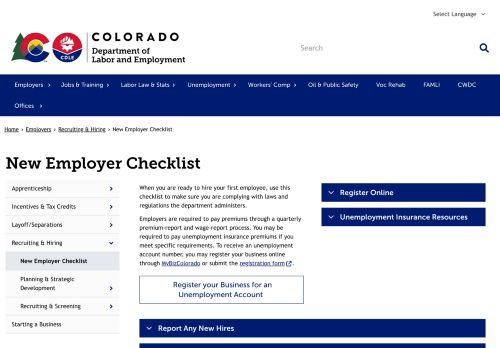 Select Language
COLORADO
Department of
Labor and Employment
CDLE
Search
Employers
Jobs & Training
Labor Law & Stats
Unemployment
Workers' Comp
Oil & Public Safety
Voc Rehab
FAMLI
CWDC
Offices
Home › Employers › Recruiting & Hiring › New Employer Checklist
New Employer Checklist
Apprenticeship
Incentives & Tax Credits
Layoff/Separations
Recruiting & Hiring
New Employer Checklist
Planning & Strategic
Development
Recruiting & Screening
Starting a Business
When you are ready to hire your first employee, use this
checklist to make sure you are complying with laws and
regulations the department administers.
Employers are required to pay premiums through a quarterly
premium-report and wage-report process. You may be
required to pay unemployment insurance premiums if you
meet specific requirements. To receive an unemployment
account number, you may register your business online
through MyBizColorado or submit the registration form.
Register your Business for an
Unemployment Account
Report Any New Hires
Register Online
Unemployment Insurance Resources